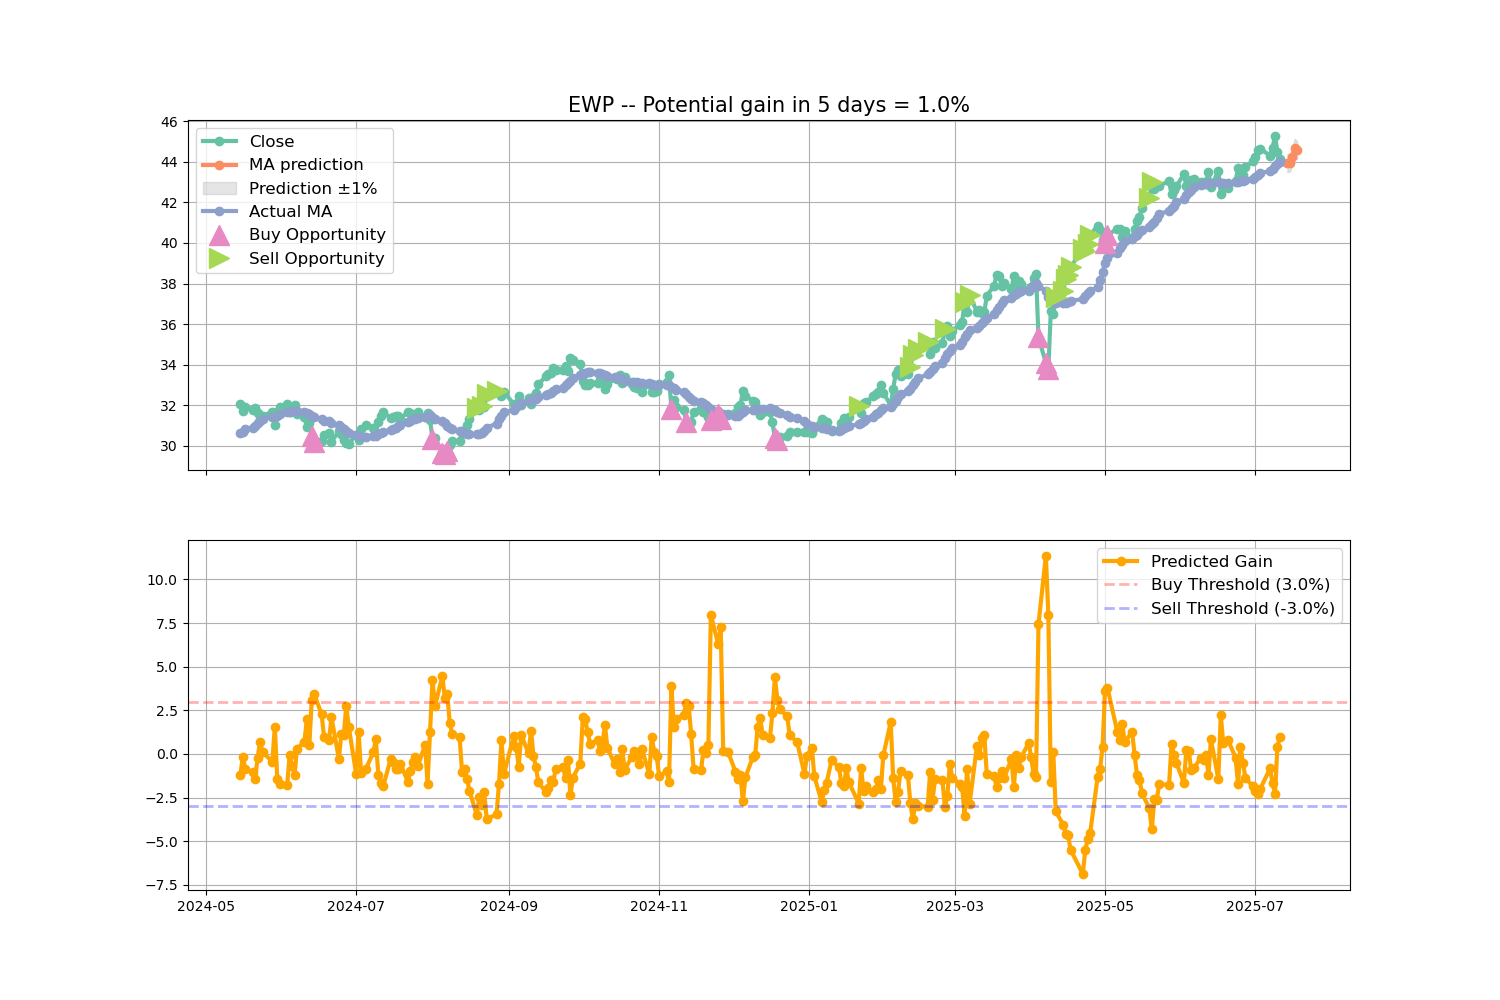 EWP -- Potential gain in 5 days = 1.0%
46
44
42
40
38
36
34
32
30
Close
MA prediction
Prediction ±1%
Actual MA
Buy Opportunity
Sell Opportunity
10.0
7.5
5.0
2.5
0.0
−2.5
−5.0
−7.5
Predicted Gain
Buy Threshold (3.0%)
Sell Threshold (-3.0%)
2024-05 2024-07 2024-09 2024-11 2025-01 2025-03 2025-05 2025-07